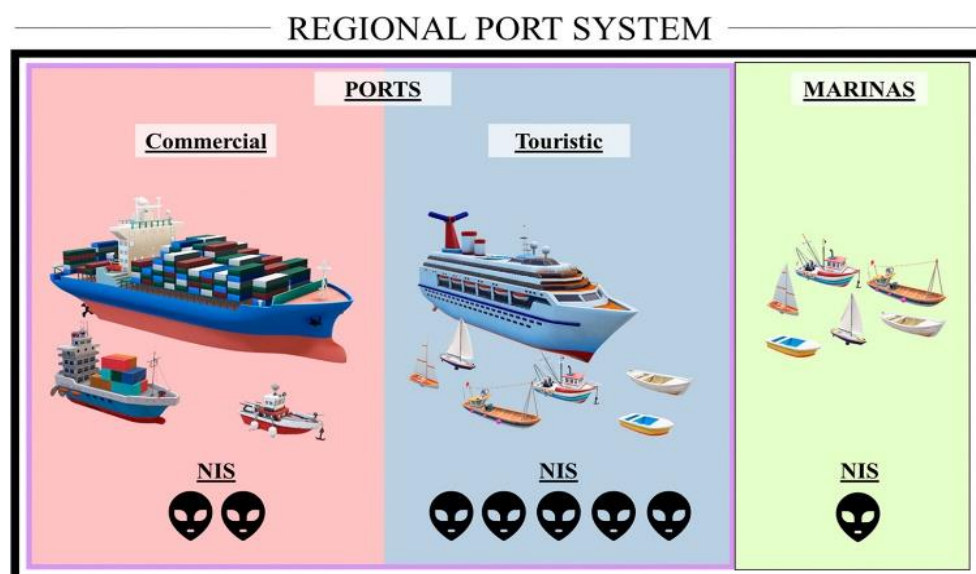 REGIONAL PORT SYSTEM
PORTS
MARINAS
Commercial
Touristic
NIS
NIS
NIS